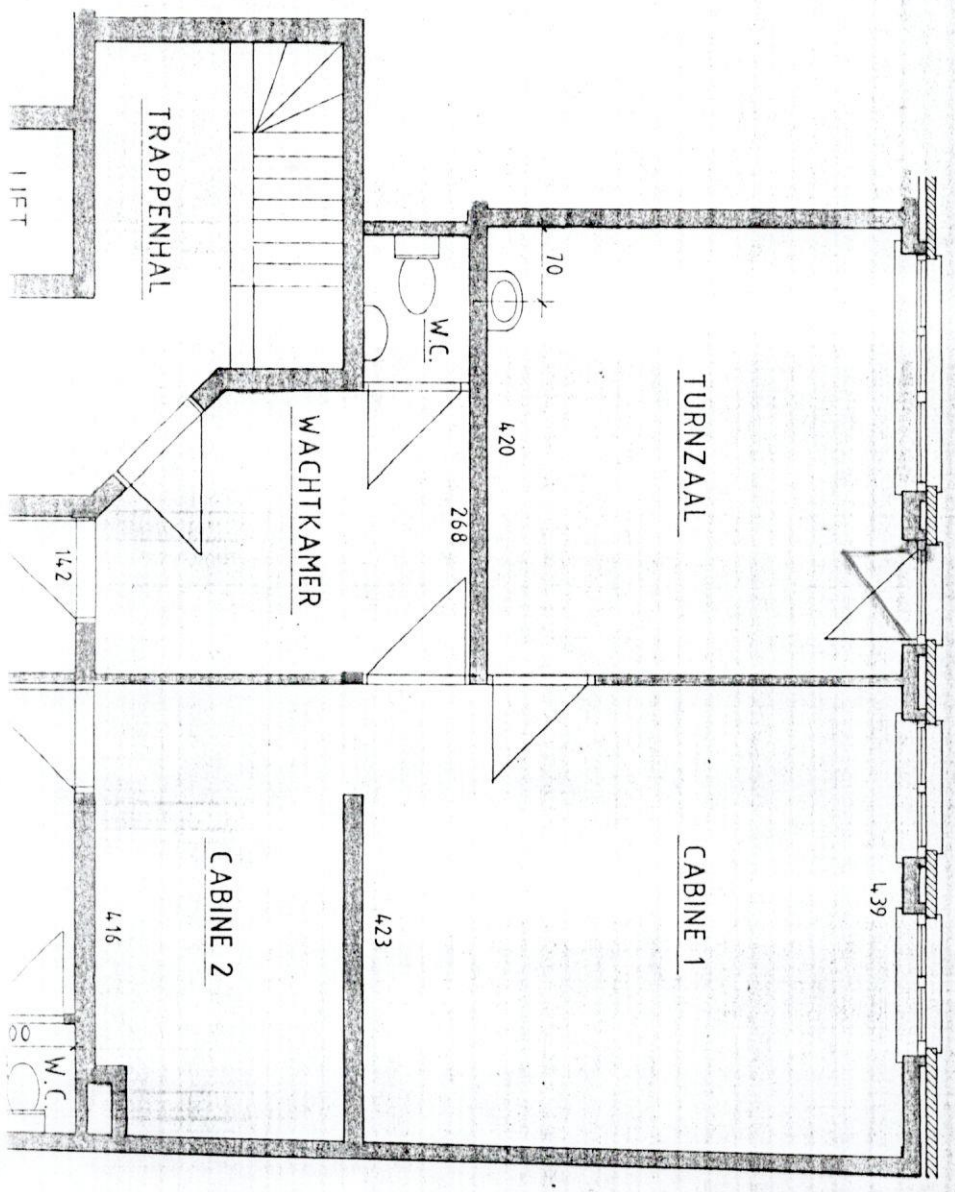 TRAPPENHAL
LIFT
W.C.
70
TURNZAAL
420
WACHTKAMER
268
142
CABINE 1
439
423
CABINE 2
416
W.C.